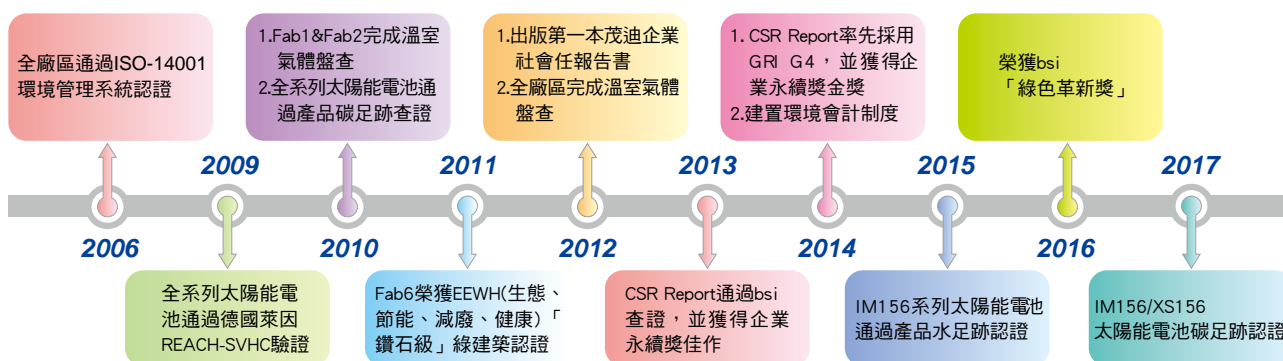 全廠區通過ISO-14001
環境管理系統認證
2006
2009
全系列太陽能電
池通過德國萊因
REACH-SVHC驗證
1.Fab1&Fab2完成溫室
氣體盤查
2.全系列太陽能電池通
過產品碳足跡查證
2010
2011
Fab6榮獲EEWH(生態、
節能、減廢、健康)「
鑽石級」綠建築認證
1.出版第一本茂迪企業
社會任報告書
2.全廠區完成溫室氣體
盤查
2012
2013
CSR Report通過bsi
查證，並獲得企業
永續獎佳作
1. CSR Report率先採用
GRI G4，並獲得企
業永續獎金獎
2.建置環境會計制度
2014
2015
IM156系列太陽能電池
通過產品水足跡認證
榮獲bsi
「綠色革新獎」
2016
2017
IM156/XS156
太陽能電池碳足跡認證